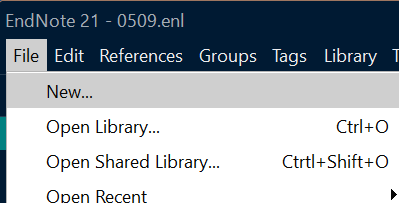 EndNote 21 - 0509.enl
File Edit References Groups Tags Library
New...
Open Library... Ctrl+O
Open Shared Library... Ctrtl+Shift+O
Open Recent